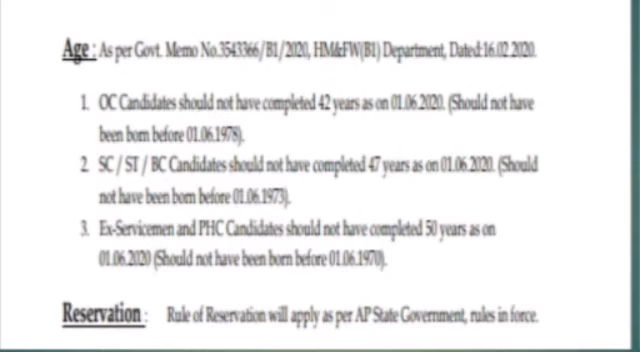 Age : As per Govt. Memo No.3543366/B1/2020, HM&FW(B1) Department, Dated:16.02.2020.
1. OC Candidates should not have completed 42 years as on 01.06.2020. (Should not have
been born before 01.06.1978).
2. SC / ST / BC Candidates should not have completed 47 years as on 01.06.2020. (Should
not have been born before 01.06.1973).
3. Ex-Servicemen and PHC Candidates should not have completed 50 years as on
01.06.2020 (Should not have been born before 01.06.1970).
Reservation : Rule of Reservation will apply as per AP State Government, rules in force.